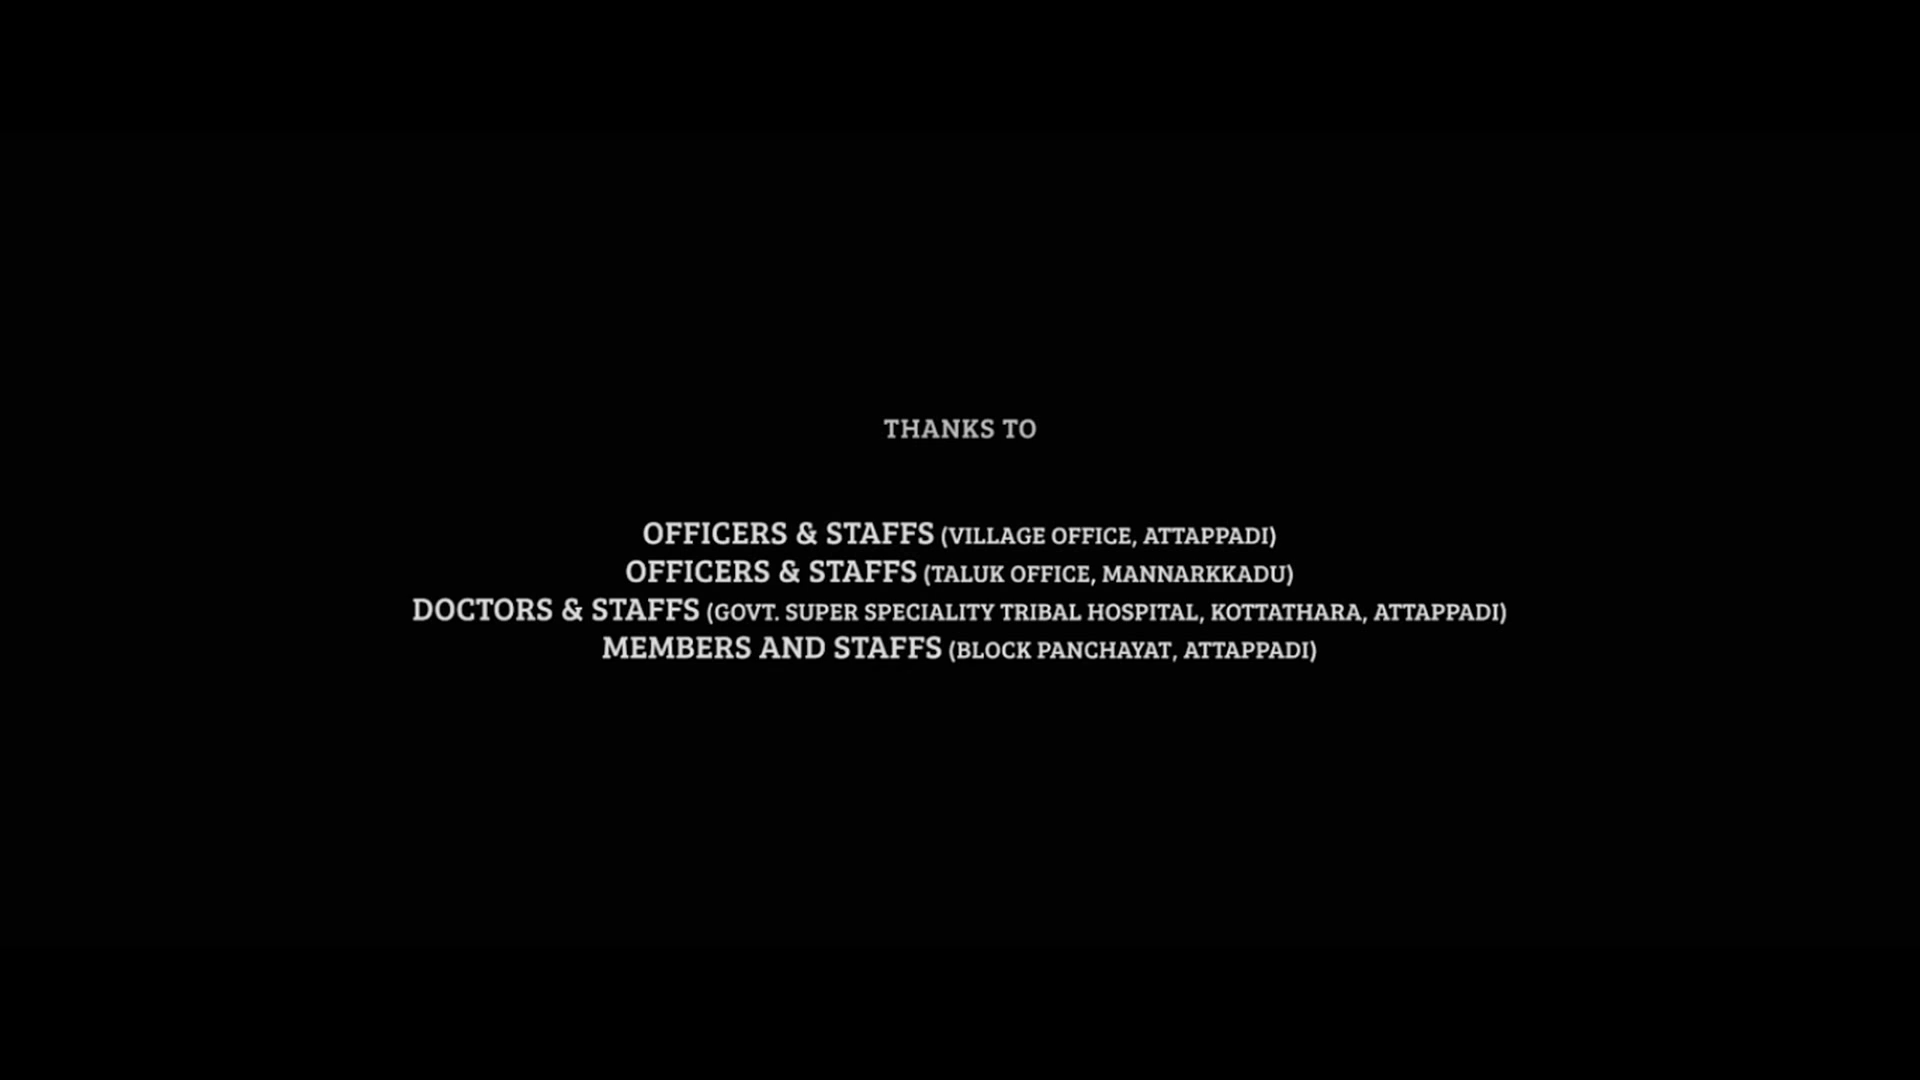 THANKS TO
OFFICERS & STAFFS (VILLAGE OFFICE, ATTAPPADI)
OFFICERS & STAFFS (TALUK OFFICE, MANNARKKADU)
DOCTORS & STAFFS (GOVT. SUPER SPECIALITY TRIBAL HOSPITAL, KOTTATHARA, ATTAPPADI)
MEMBERS AND STAFFS (BLOCK PANCHAYAT, ATTAPPADI)